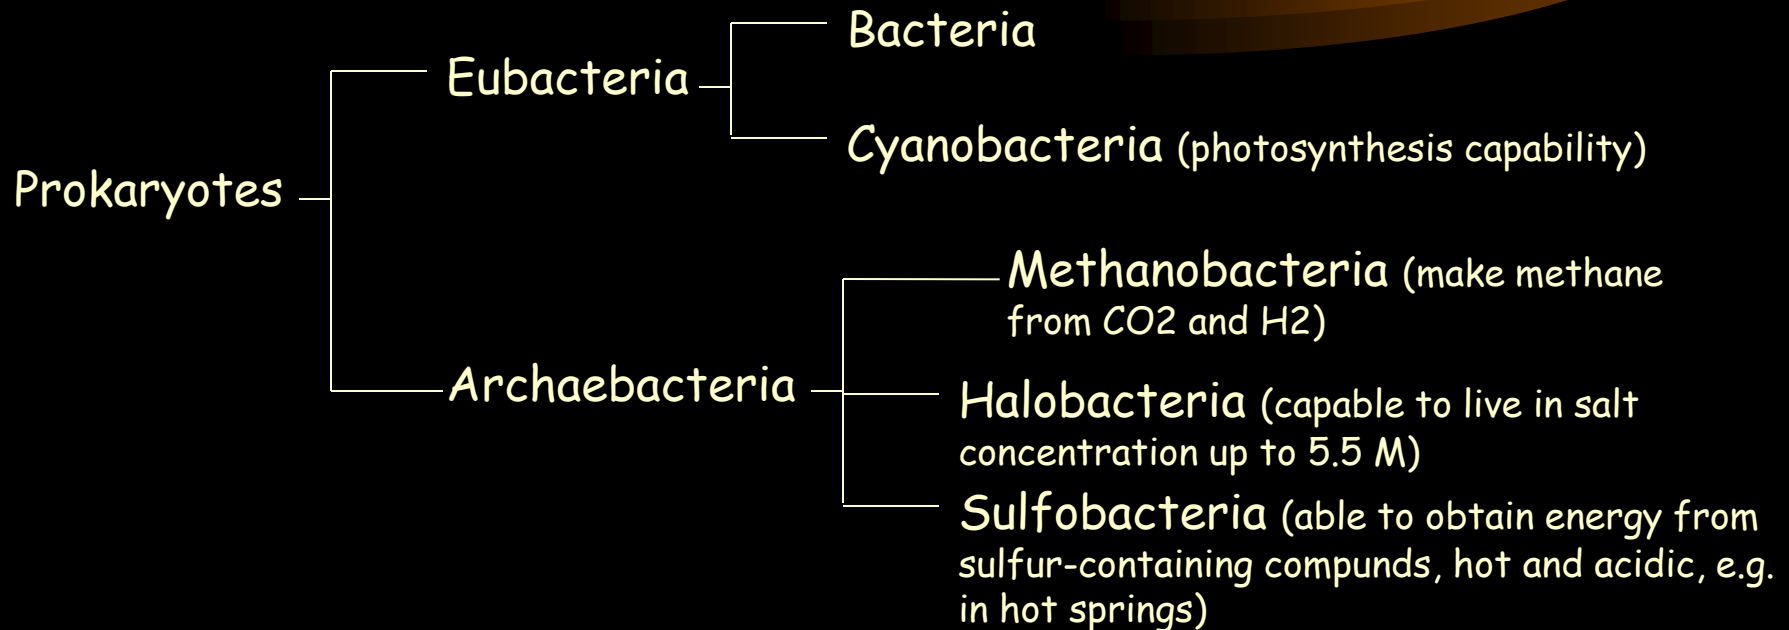 Bacteria
Eubacteria
Cyanobacteria (photosynthesis capability)
Prokaryotes
Methanobacteria (make methane
from CO2 and H2)
Archaebacteria
Halobacteria (capable to live in salt
concentration up to 5.5 M)
Sulfobacteria (able to obtain energy from
sulfur-containing compunds, hot and acidic, e.g.
in hot springs)